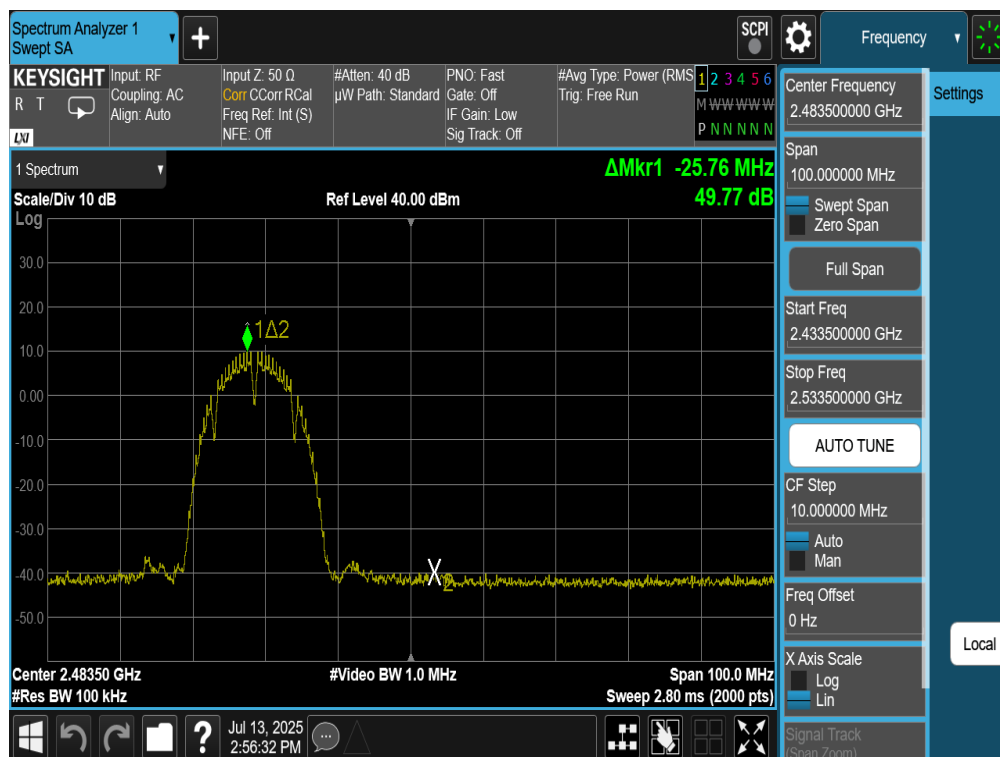 Spectrum Analyzer 1
Swept SA
+
SCPI
Frequency
KEYSIGHT
R T
LXI
Input: RF
Coupling: AC
Align: Auto
Input Z: 50 Ω
Corr CCorr RCal
Freq Ref: Int (S)
NFE: Off
#Atten: 40 dB
µW Path: Standard
PNO: Fast
Gate: Off
IF Gain: Low
Sig Track: Off
#Avg Type: Power (RMS
Trig: Free Run
1 2 3 4 5 6
M W W W W W
P N N N N N
1 Spectrum
ΔMkr1 -25.76 MHz
49.77 dB
Scale/Div 10 dB
Ref Level 40.00 dBm
Log
30.0
20.0
10.0
0.00
-10.0
-20.0
-30.0
-40.0
-50.0
1Δ2
X
2
Center 2.48350 GHz
#Video BW 1.0 MHz
Span 100.0 MHz
#Res BW 100 kHz
Sweep 2.80 ms (2000 pts)
?
Jul 13, 2025
2:56:32 PM
Center Frequency
2.483500000 GHz
Span
100.000000 MHz
Swept Span
Zero Span
Full Span
Start Freq
2.433500000 GHz
Stop Freq
2.533500000 GHz
AUTO TUNE
CF Step
10.000000 MHz
Auto
Man
Freq Offset
0 Hz
X Axis Scale
Log
Lin
Signal Track
(Span Zoom)
Settings
Local